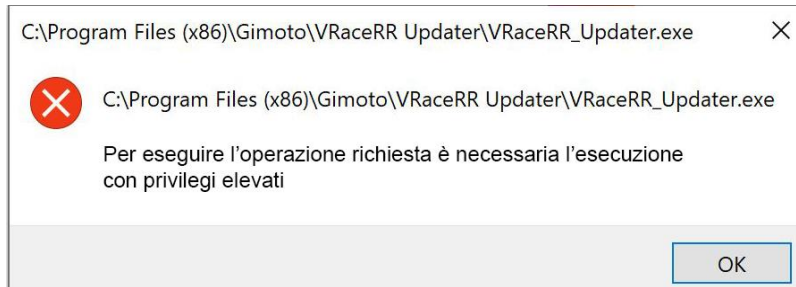 C:\Program Files (x86)\Gimoto\VRaceRR Updater\VRaceRR_Updater.exe
C:\Program Files (x86)\Gimoto\VRaceRR Updater\VRaceRR_Updater.exe
Per eseguire l'operazione richiesta è necessaria l'esecuzione
con privilegi elevati
OK